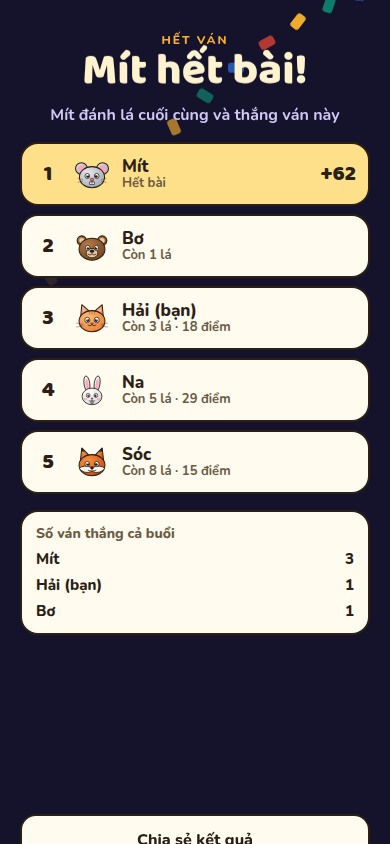 HẾT VÁN
Mít hết bài!
Mít đánh lá cuối cùng và thắng ván này
1
Mít
Hết bài
+62
2
Bơ
Còn 1 lá
3
Hải (bạn)
Còn 3 lá · 18 điểm
4
Na
Còn 5 lá · 29 điểm
5
Sóc
Còn 8 lá · 15 điểm
Số ván thắng cả buổi
Mít 3
Hải (bạn) 1
Bơ 1
Chia sẻ kết quả